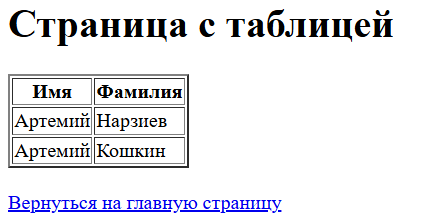 Страница с таблицей
Имя Фамилия
Артемий Нарзиев
Артемий Кошкин
Вернуться на главную страницу